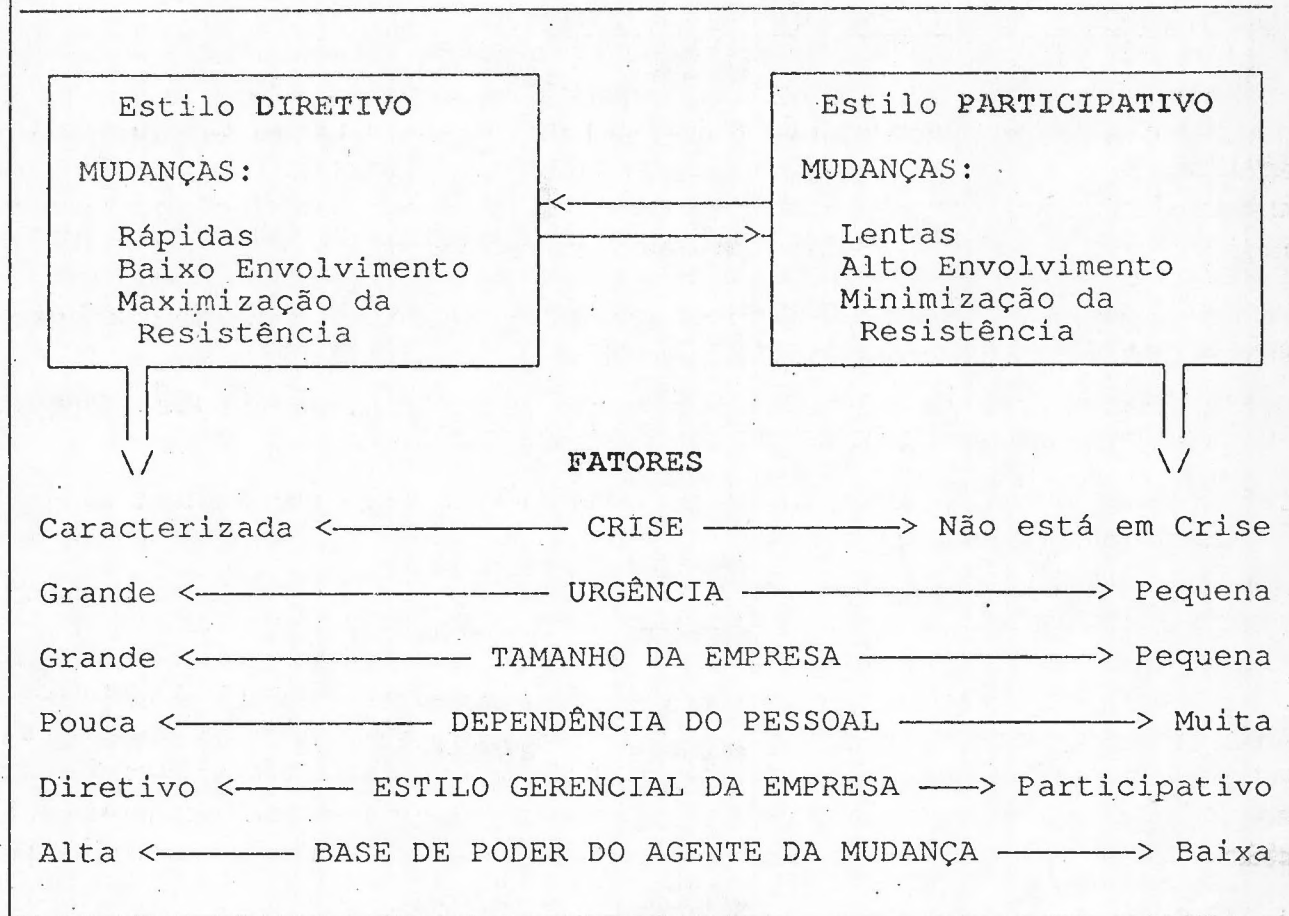 Estilo DIRETIVO
MUDANÇAS:
Rápidas
Baixo Envolvimento
Maximização da
Resistência
Estilo PARTICIPATIVO
MUDANÇAS:
Lentas
Alto Envolvimento
Minimização da
Resistência
FATORES
Caracterizada <———— CRISE ————> Não está em Crise
Grande <———— URGÊNCIA ————> Pequena
Grande <———— TAMANHO DA EMPRESA ————> Pequena
Pouca <———— DEPENDÊNCIA DO PESSOAL ————> Muita
Diretivo <———— ESTILO GERENCIAL DA EMPRESA ——> Participativo
Alta <———— BASE DE PODER DO AGENTE DA MUDANÇA ————> Baixa